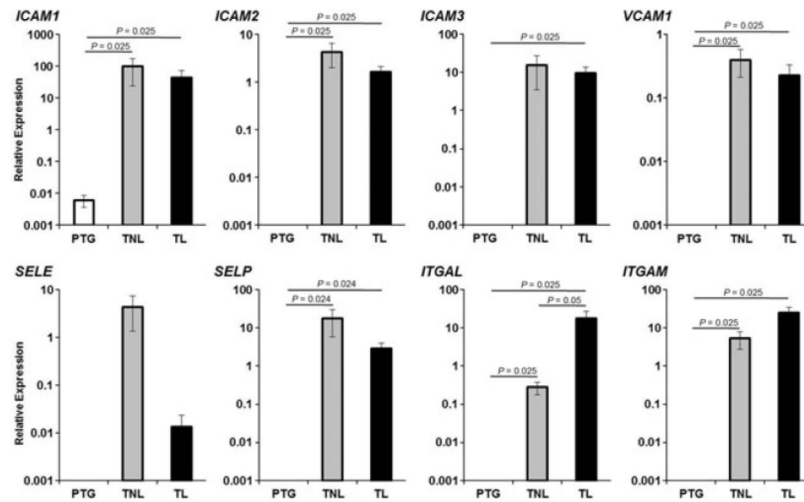 ICAM1
P = 0.025
P = 0.025
Relative Expression
1000
100
10
1
0.1
0.01
0.001
PTG TNL TL
ICAM2
P = 0.025
P = 0.025
100
10
1
0.1
0.01
0.001
PTG TNL TL
ICAM3
P = 0.025
100
10
1
0.1
0.01
0.001
PTG TNL TL
VCAM1
P = 0.025
P = 0.025
1
0.1
0.01
0.001
PTG TNL TL
SELE
Relative Expression
10
1
0.1
0.01
0.001
PTG TNL TL
SELP
P = 0.024
P = 0.024
100
10
1
0.1
0.01
0.001
PTG TNL TL
ITGAL
P = 0.025
P = 0.05
P = 0.025
100
10
1
0.1
0.01
0.001
PTG TNL TL
ITGAM
P = 0.025
P = 0.025
100
10
1
0.1
0.01
0.001
PTG TNL TL